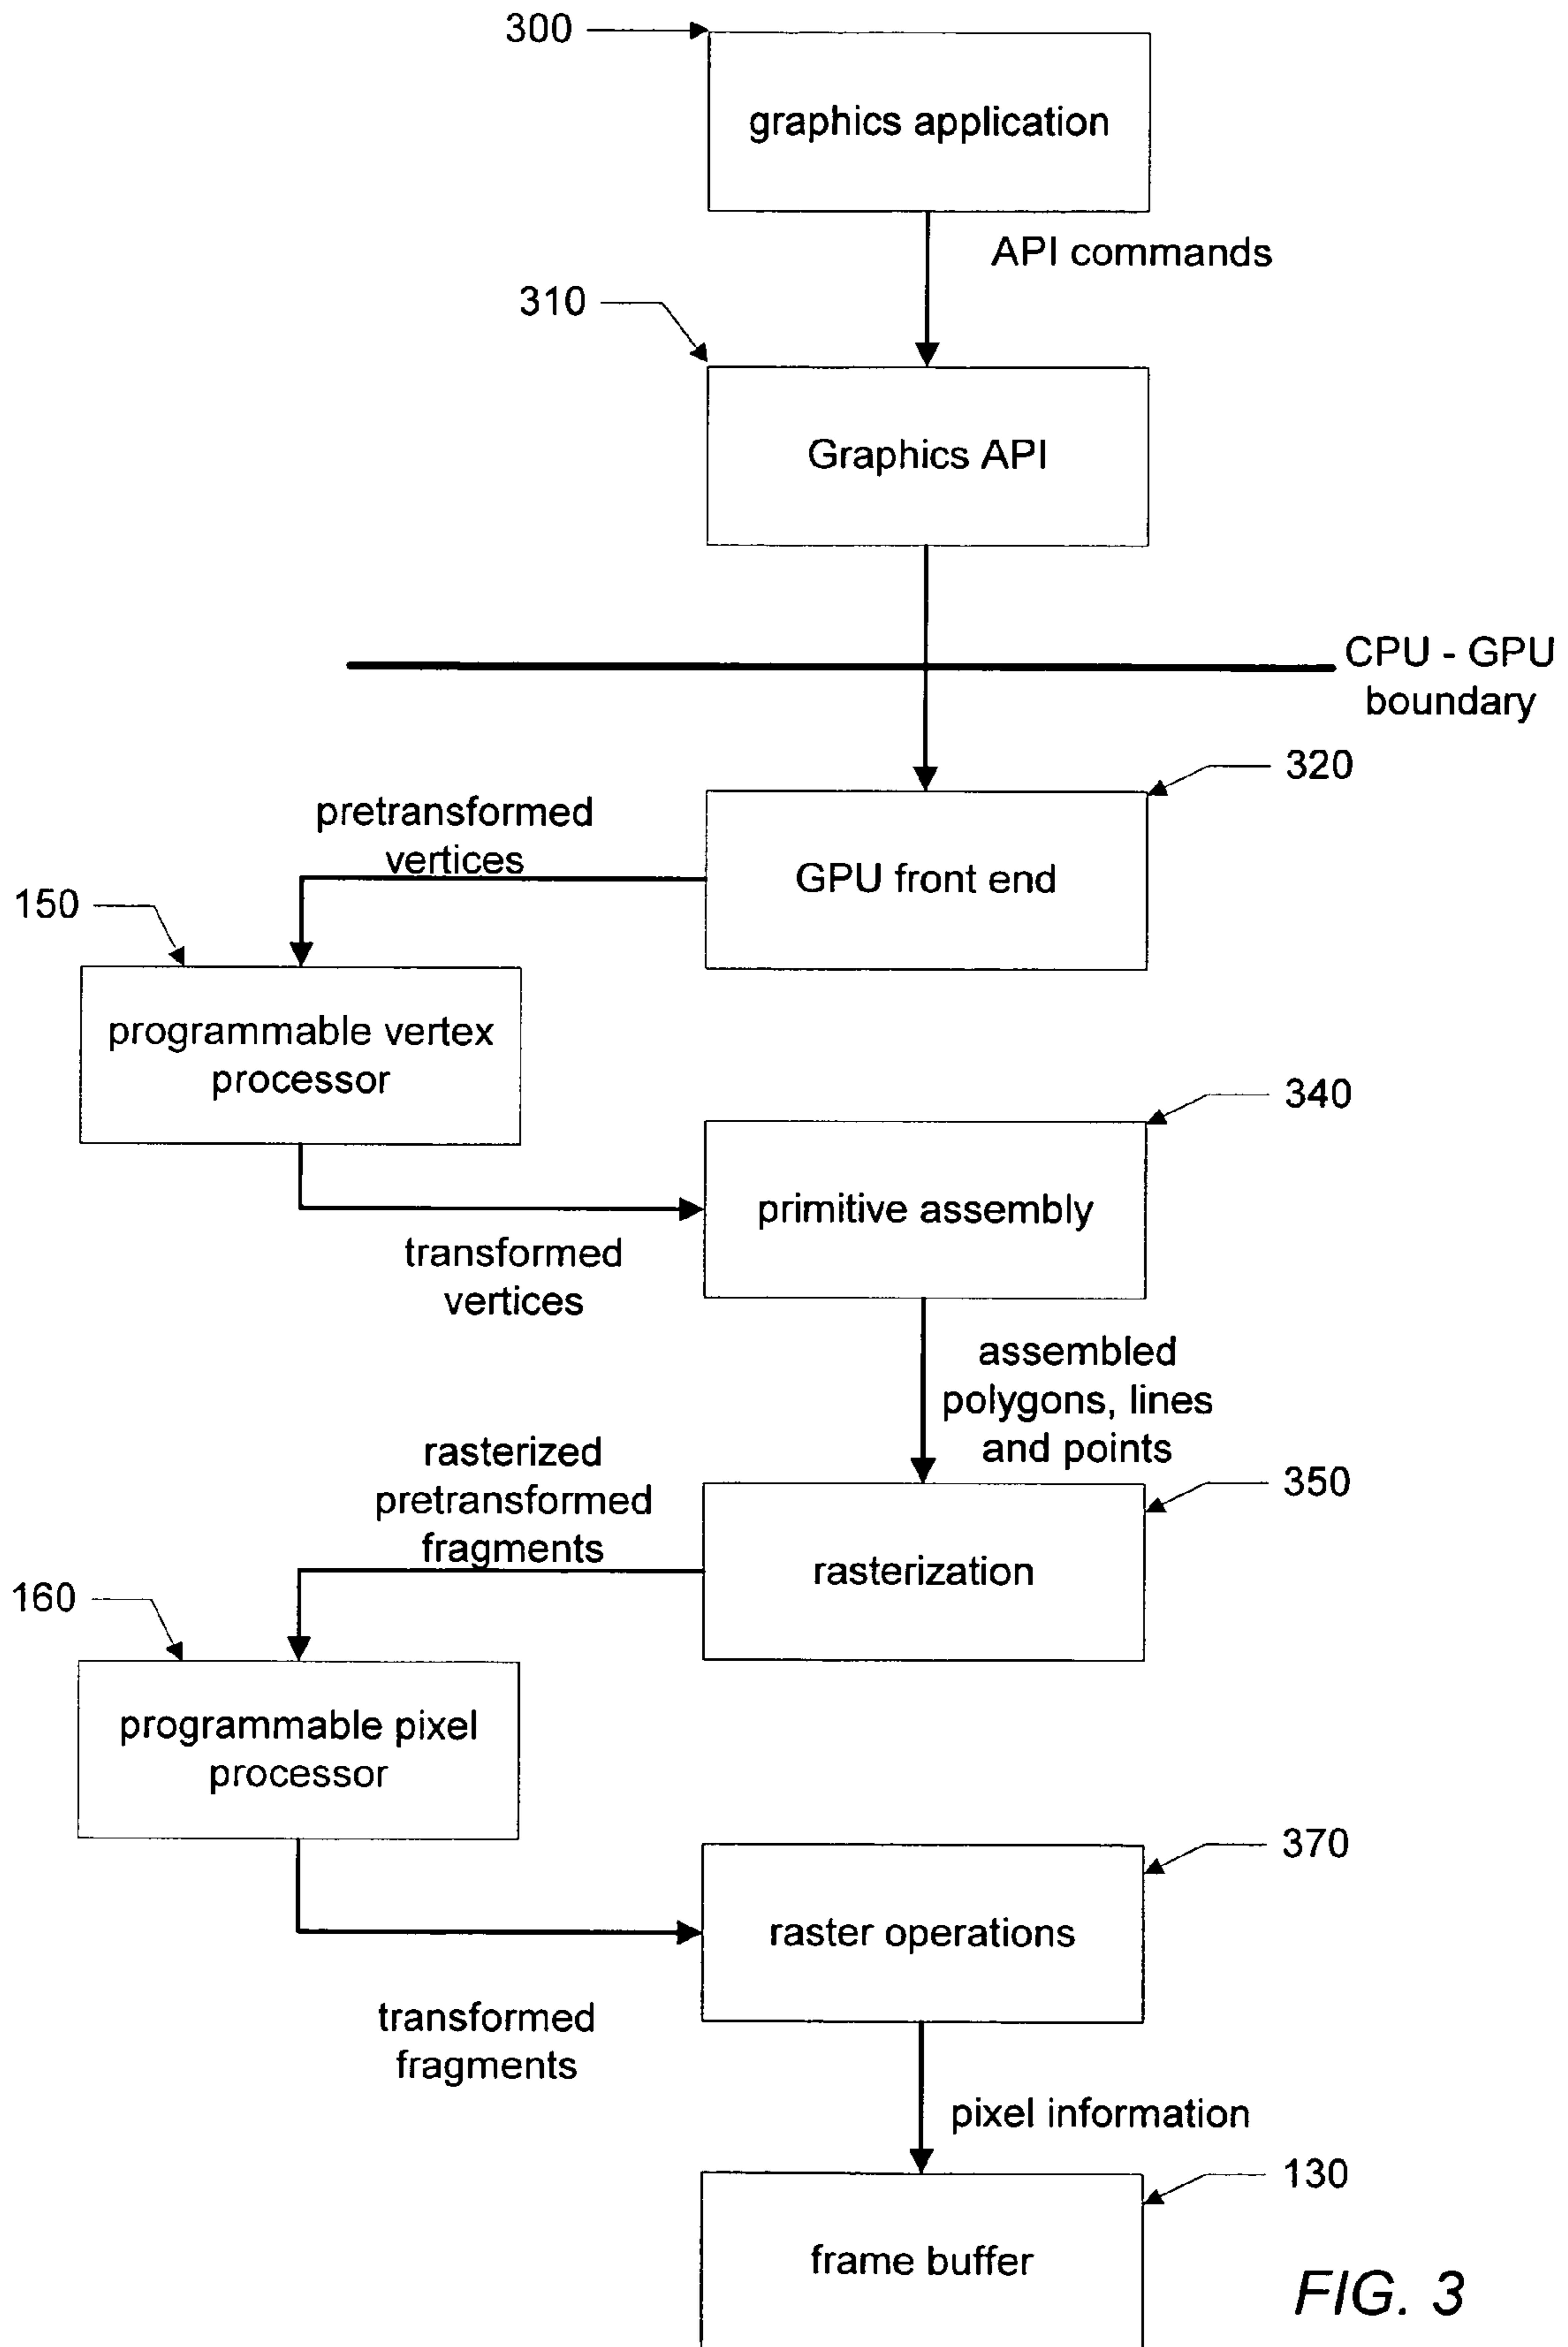 300
graphics application
API commands
310
Graphics API
CPU - GPU
boundary
320
pretransformed
vertices
GPU front end
150
programmable vertex
processor
340
primitive assembly
transformed
vertices
assembled
polygons, lines
and points
rasterized
pretransformed
fragments
350
rasterization
160
programmable pixel
processor
370
raster operations
transformed
fragments
pixel information
130
frame buffer
FIG. 3